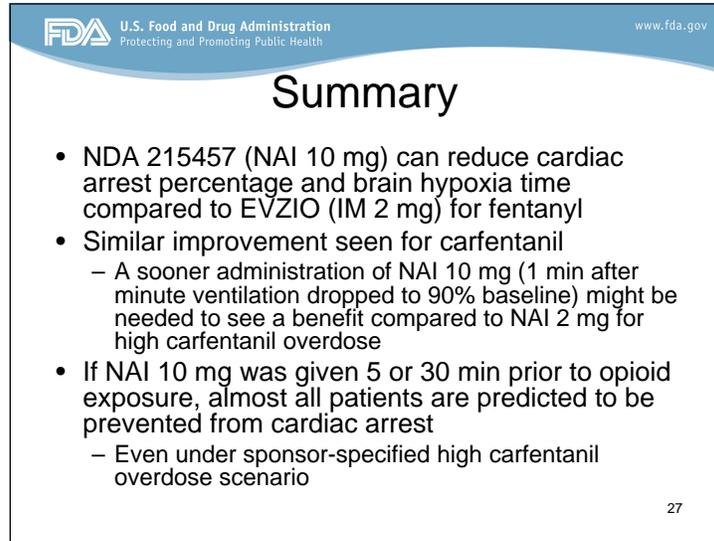 FDA U.S. Food and Drug Administration www.fda.gov
Protecting and Promoting Public Health
Summary
• NDA 215457 (NAI 10 mg) can reduce cardiac
arrest percentage and brain hypoxia time
compared to EVZIO (IM 2 mg) for fentanyl
• Similar improvement seen for carfentanil
– A sooner administration of NAI 10 mg (1 min after
minute ventilation dropped to 90% baseline) might be
needed to see a benefit compared to NAI 2 mg for
high carfentanil overdose
• If NAI 10 mg was given 5 or 30 min prior to opioid
exposure, almost all patients are predicted to be
prevented from cardiac arrest
– Even under sponsor-specified high carfentanil
overdose scenario
27